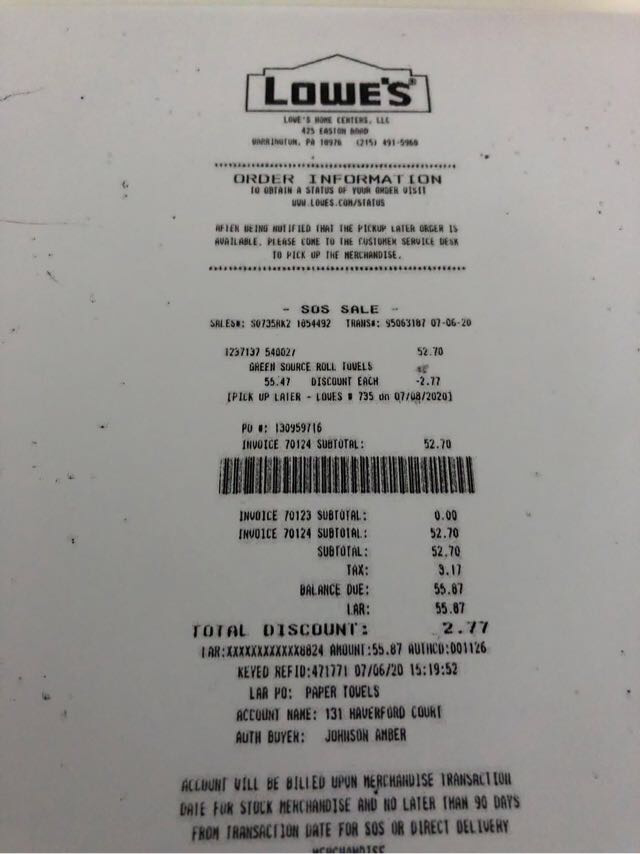 LOWE'S
LOWE'S HOME CENTERS, LLC
425 EASTON ROAD
WARRINGTON, PA 18976 (215) 491-5960
ORDER INFORMATION
TO OBTAIN A STATUS OF YOUR ORDER VISIT
WWW.LOWES.COM/STATUS
AFTER BEING NOTIFIED THAT THE PICKUP LATER ORDER IS
AVAILABLE, PLEASE COME TO THE CUSTOMER SERVICE DESK
TO PICK UP THE MERCHANDISE.
- SOS SALE -
SALES#: S0735HK2 1854492 TRANS#: 95063187 07-06-20
1237137 540027 52.70
GREEN SOURCE ROLL TOWELS
55.47 DISCOUNT EACH -2.77
[PICK UP LATER - LOWES # 735 on 07/08/2020]
PO #: 130959716
INVOICE 70124 SUBTOTAL: 52.70
INVOICE 70123 SUBTOTAL: 0.00
INVOICE 70124 SUBTOTAL: 52.70
SUBTOTAL: 52.70
TAX: 3.17
BALANCE DUE: 55.87
LAR: 55.87
TOTAL DISCOUNT: 2.77
LAR:XXXXXXXXXXXX8824 AMOUNT:55.87 AUTHCD:001126
KEYED REFID:471771 07/06/20 15:19:52
LAR PO: PAPER TOWELS
ACCOUNT NAME: 131 HAVERFORD COURT
AUTH BUYER: JOHNSON AMBER
ACCOUNT WILL BE BILLED UPON MERCHANDISE TRANSACTION
DATE FOR STOCK MERCHANDISE AND NO LATER THAN 90 DAYS
FROM TRANSACTION DATE FOR SOS OR DIRECT DELIVERY
MERCHANDISE